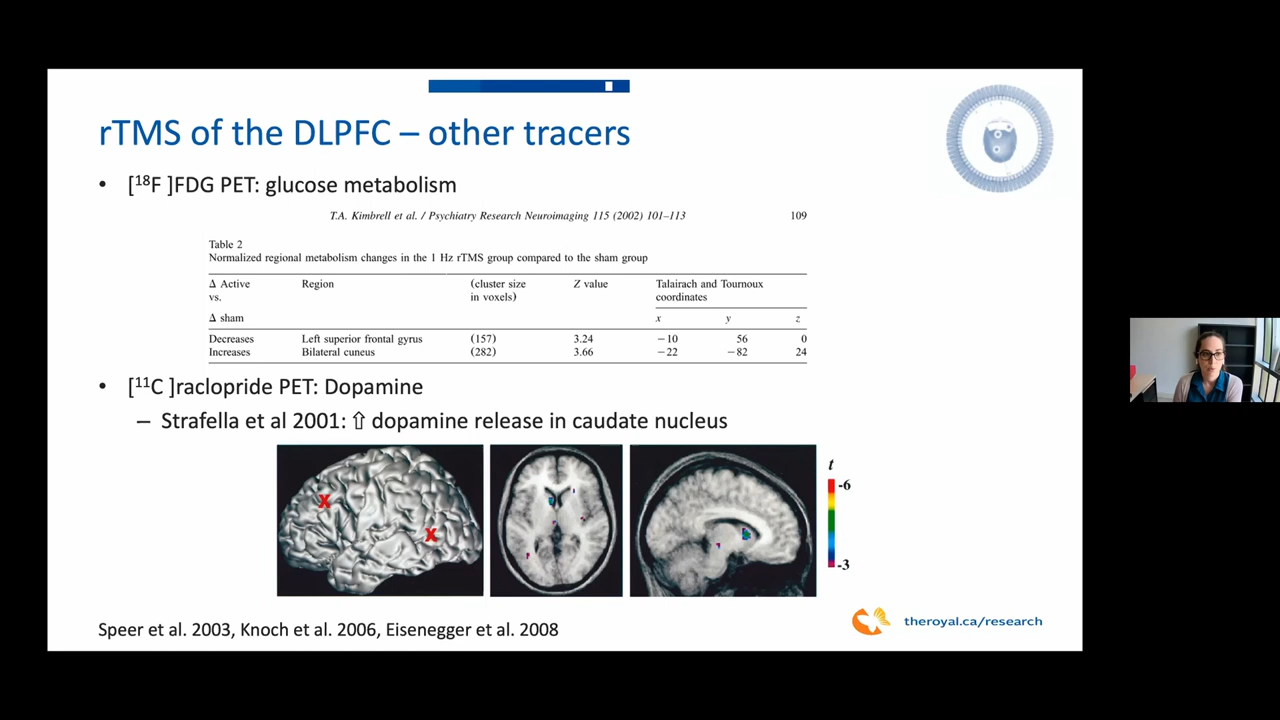 rTMS of the DLPFC – other tracers
• [¹⁸F ]FDG PET: glucose metabolism
T.A. Kimbrell et al. / Psychiatry Research Neuroimaging 115 (2002) 101–113 109
Table 2
Normalized regional metabolism changes in the 1 Hz rTMS group compared to the sham group
Δ Active Region (cluster size Z value Talairach and Tournoux
vs. in voxels) coordinates
Δ sham x y z
Decreases Left superior frontal gyrus (157) 3.24 −10 56 0
Increases Bilateral cuneus (282) 3.66 −22 −82 24
• [¹¹C ]raclopride PET: Dopamine
– Strafella et al 2001: ⇧ dopamine release in caudate nucleus
t
-6
X
X
-3
theroyal.ca/research
Speer et al. 2003, Knoch et al. 2006, Eisenegger et al. 2008